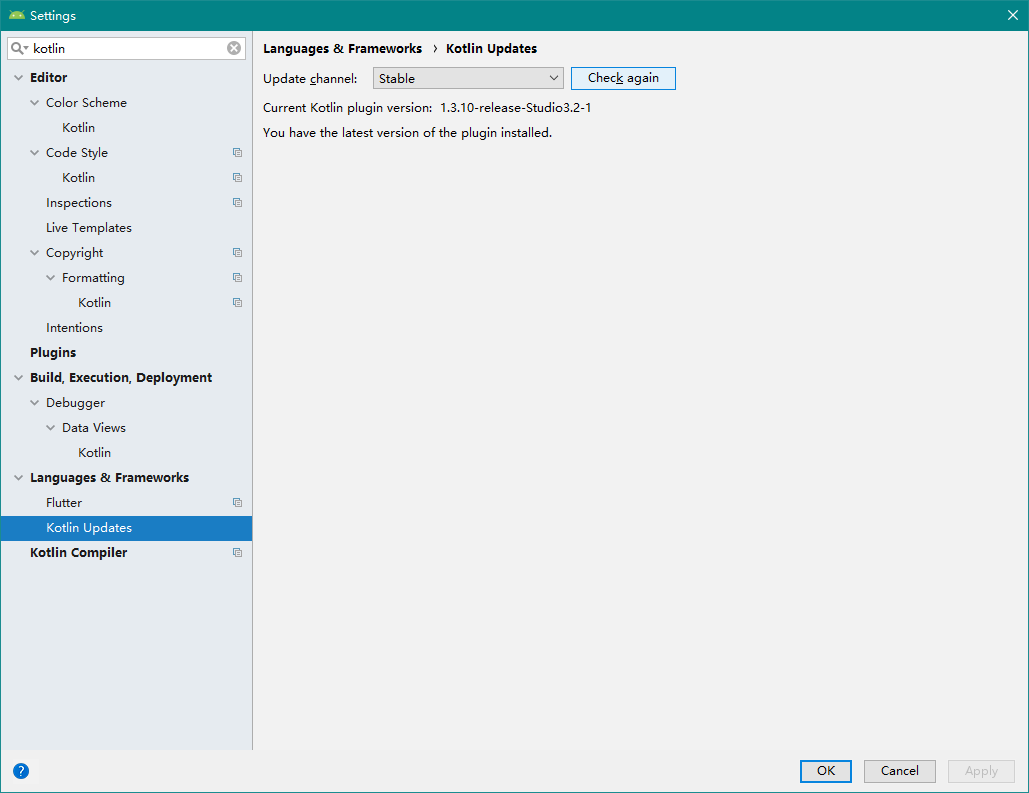 Settings
kotlin
Editor
Color Scheme
Kotlin
Code Style
Kotlin
Inspections
Live Templates
Copyright
Formatting
Kotlin
Intentions
Plugins
Build, Execution, Deployment
Debugger
Data Views
Kotlin
Languages & Frameworks
Flutter
Kotlin Updates
Kotlin Compiler
Languages & Frameworks › Kotlin Updates
Update channel: Stable Check again
Current Kotlin plugin version: 1.3.10-release-Studio3.2-1
You have the latest version of the plugin installed.
?
OK Cancel Apply